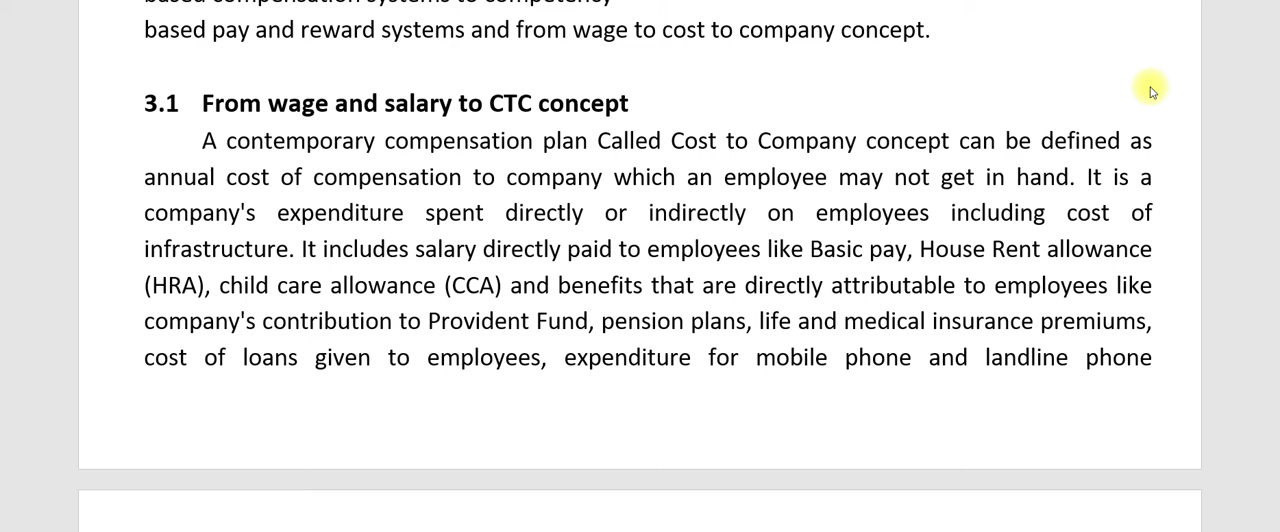 based compensation systems to competency
based pay and reward systems and from wage to cost to company concept.
3.1 From wage and salary to CTC concept
A contemporary compensation plan Called Cost to Company concept can be defined as
annual cost of compensation to company which an employee may not get in hand. It is a
company's expenditure spent directly or indirectly on employees including cost of
infrastructure. It includes salary directly paid to employees like Basic pay, House Rent allowance
(HRA), child care allowance (CCA) and benefits that are directly attributable to employees like
company's contribution to Provident Fund, pension plans, life and medical insurance premiums,
cost of loans given to employees, expenditure for mobile phone and landline phone